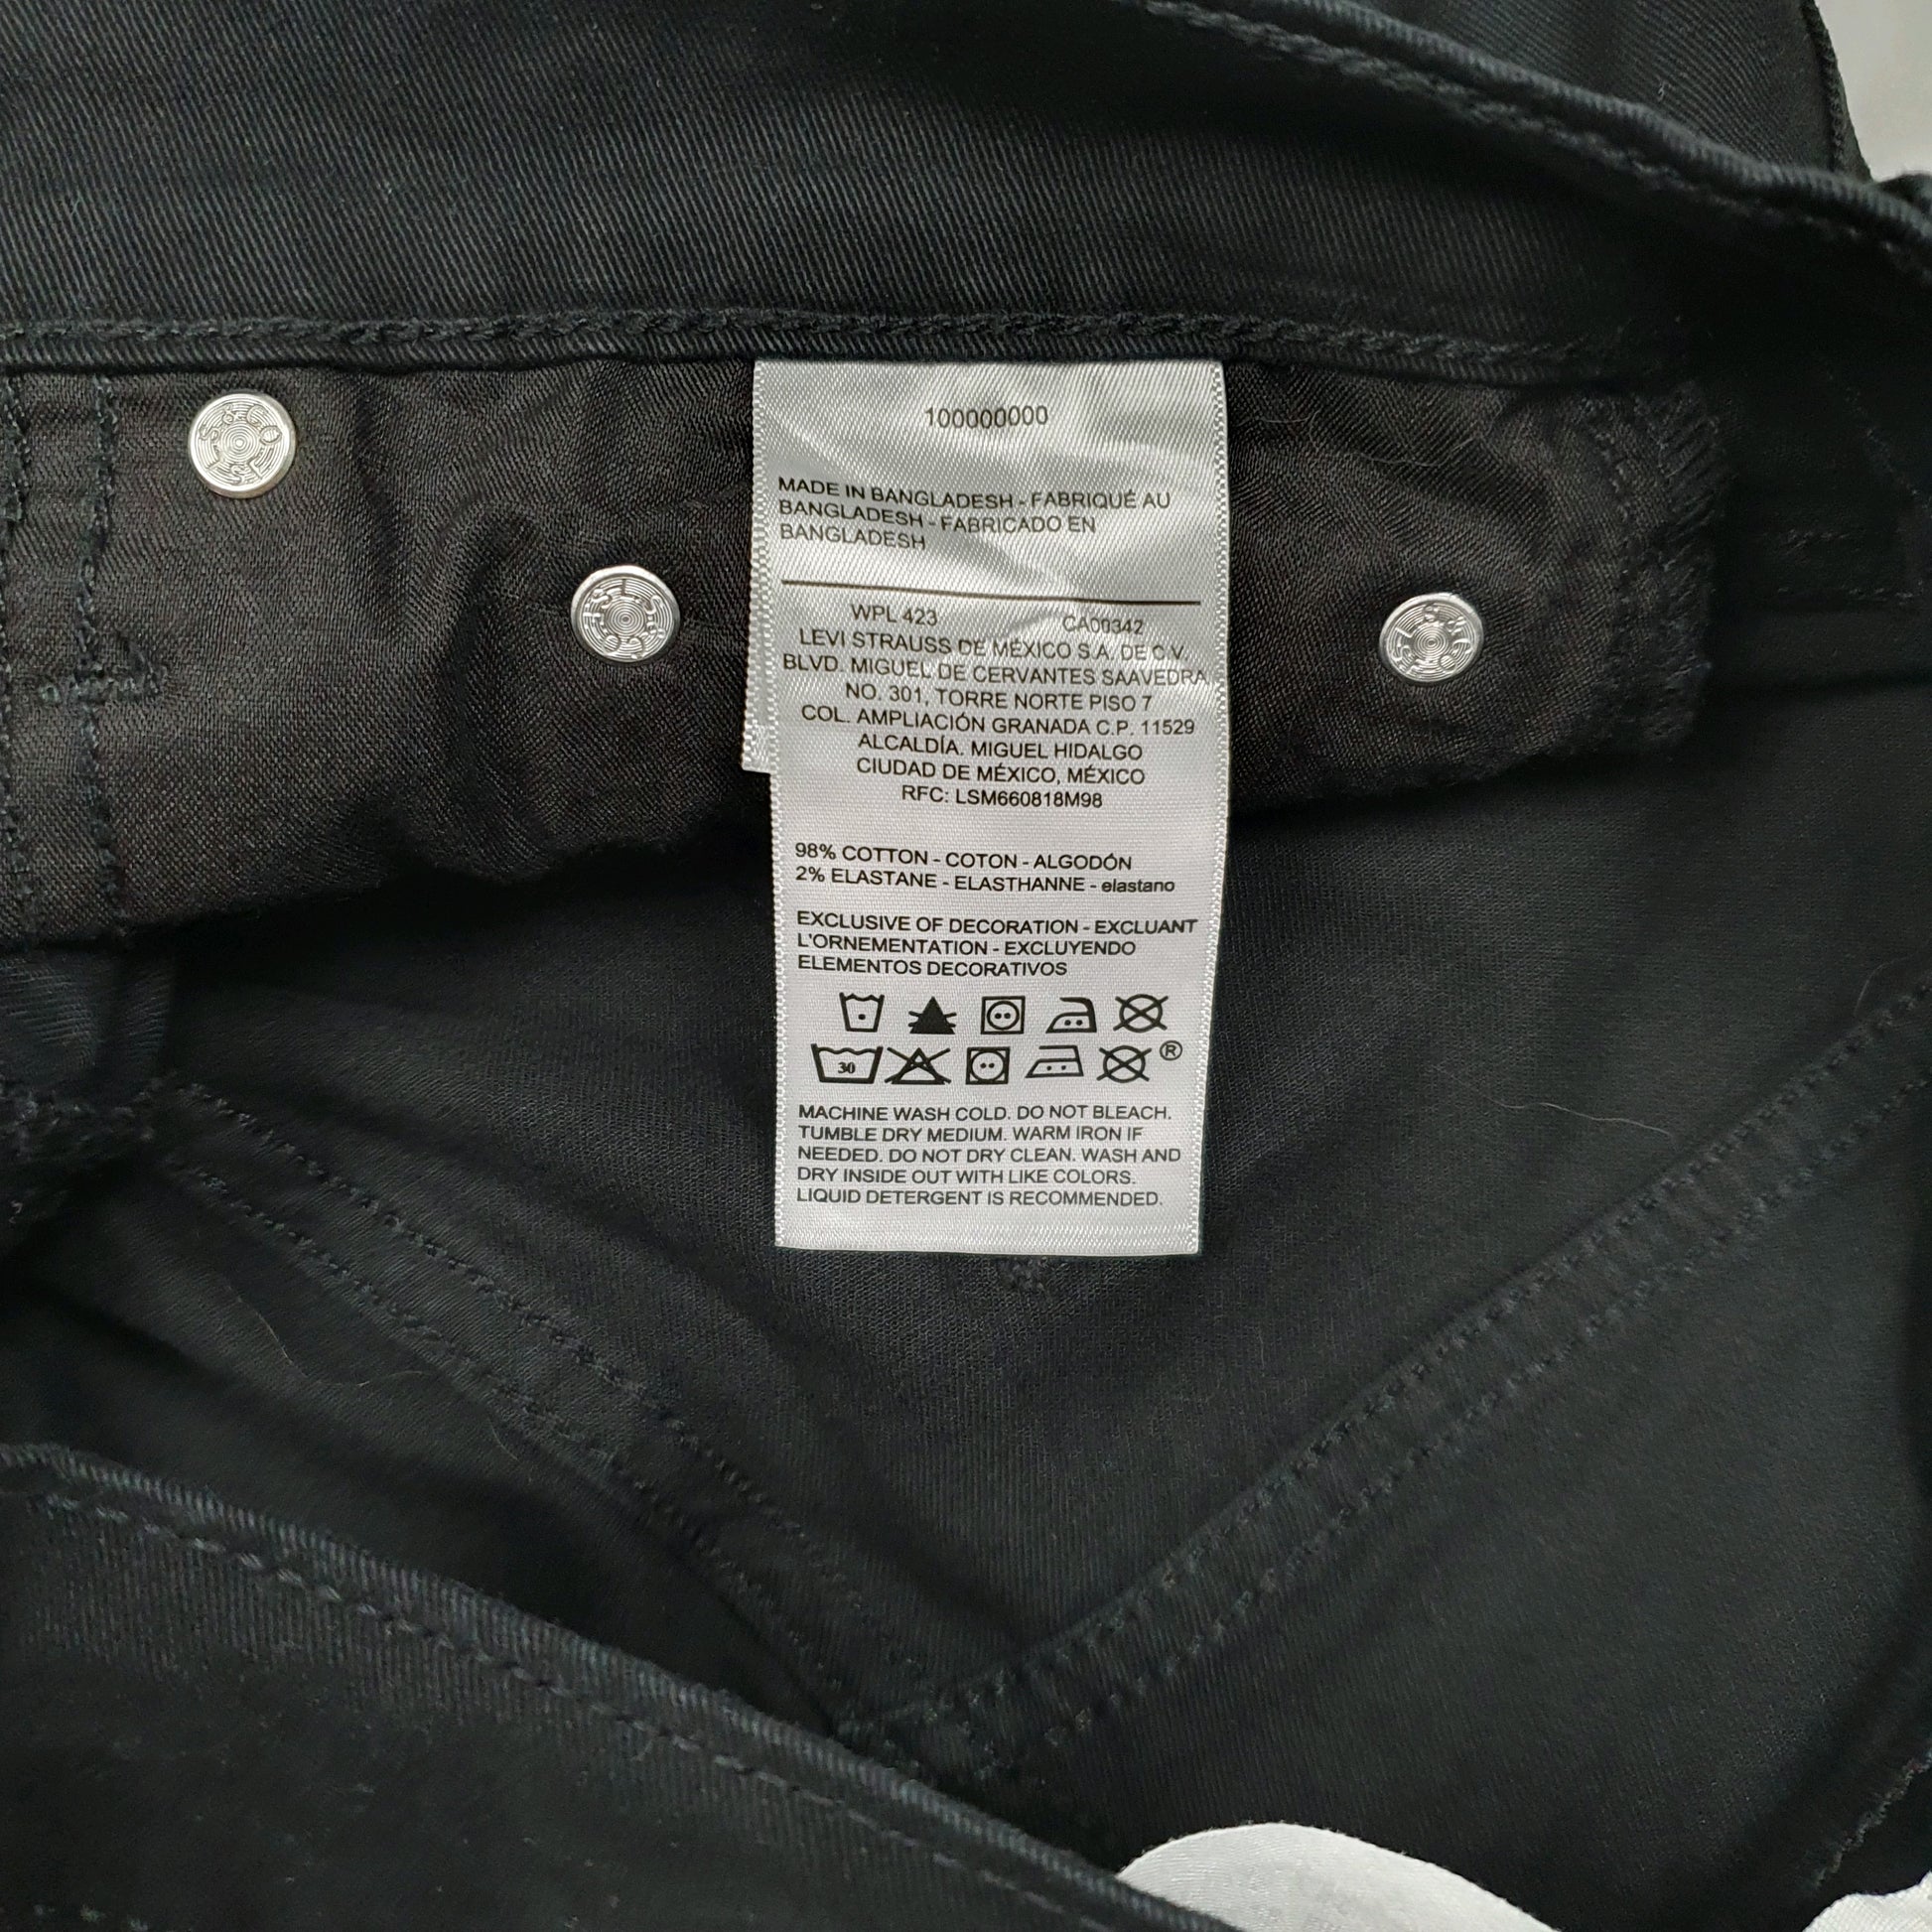 100000000
MADE IN BANGLADESH - FABRIQUÉ AU
BANGLADESH - FABRICADO EN
BANGLADESH
WPL 423 CA00342
LEVI STRAUSS DE MÉXICO S.A. DE C.V.
BLVD. MIGUEL DE CERVANTES SAAVEDRA
NO. 301, TORRE NORTE PISO 7
COL. AMPLIACIÓN GRANADA C.P. 11529
ALCALDÍA. MIGUEL HIDALGO
CIUDAD DE MÉXICO, MÉXICO
RFC: LSM660818M98
98% COTTON - COTON - ALGODÓN
2% ELASTANE - ELASTHANNE - elastano
EXCLUSIVE OF DECORATION - EXCLUANT
L'ORNEMENTATION - EXCLUYENDO
ELEMENTOS DECORATIVOS
30 ®
MACHINE WASH COLD. DO NOT BLEACH.
TUMBLE DRY MEDIUM. WARM IRON IF
NEEDED. DO NOT DRY CLEAN. WASH AND
DRY INSIDE OUT WITH LIKE COLORS.
LIQUID DETERGENT IS RECOMMENDED.